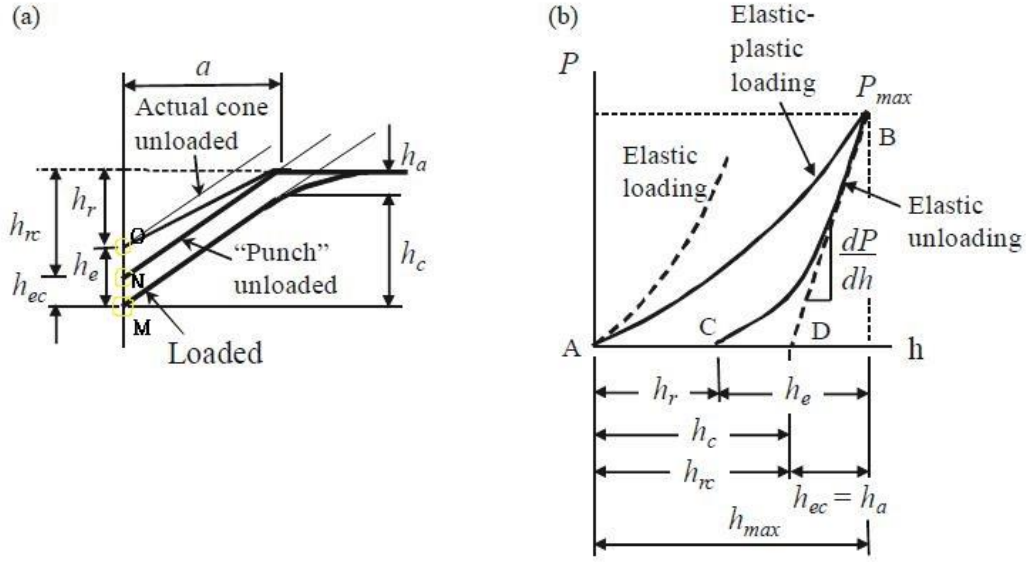 (a)
a
Actual cone
unloaded
h_a
h_r
h_rc
O
h_e
N
"Punch"
unloaded
h_c
h_ec
M
Loaded
(b)
P
Elastic-
plastic
loading
P_max
B
Elastic
loading
Elastic
unloading
dP
dh
A
C
D
h
h_r
h_e
h_c
h_rc
h_ec = h_a
h_max